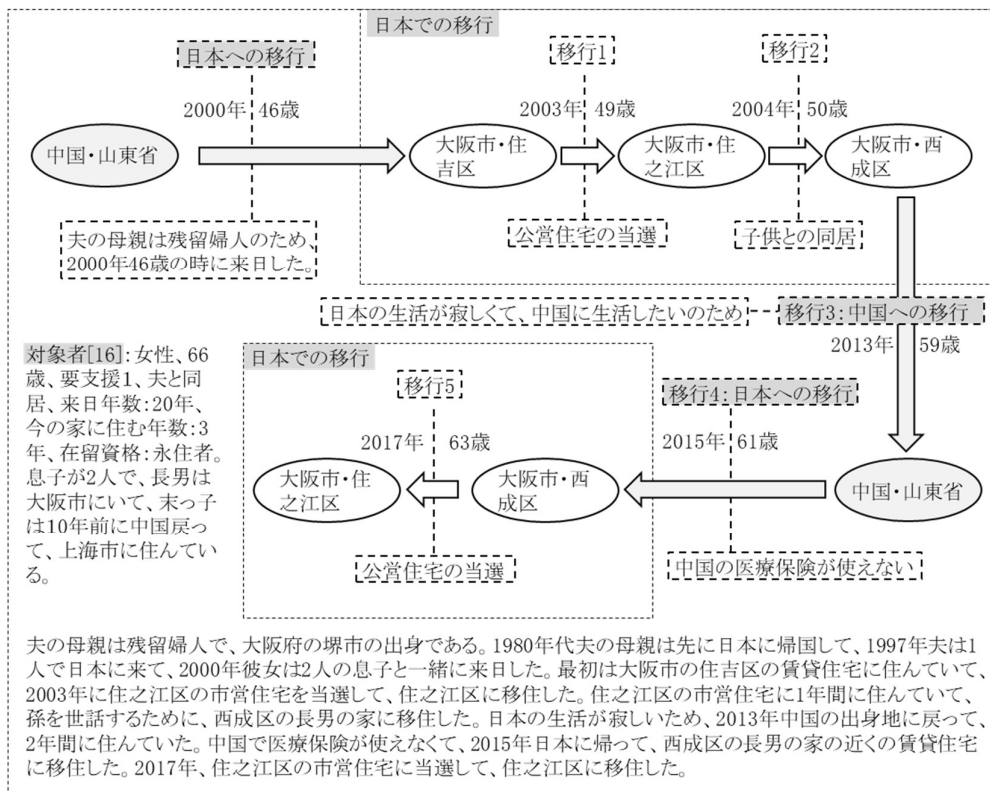 日本での移行
日本への移行
移行1
移行2
2000年 46歳
2003年 49歳
2004年 50歳
中国・山東省
大阪市・住
吉区
大阪市・住
之江区
大阪市・西
成区
夫の母親は残留婦人のため、
2000年46歳の時に来日した。
公営住宅の当選
子供との同居
日本の生活が寂しくて、中国に生活したいのため
移行3:中国への移行
2013年 59歳
対象者[16]:女性、66
歳、要支援1、夫と同
居、来日年数:20年、
今の家に住む年数:3
年、在留資格:永住者。
息子が2人で、長男は
大阪市にいて、末っ子
は10年前に中国戻っ
て、上海市に住んでい
る。
日本での移行
移行5
移行4:日本への移行
2017年 63歳
2015年 61歳
大阪市・住
之江区
大阪市・西
成区
中国・山東省
公営住宅の当選
中国の医療保険が使えない
夫の母親は残留婦人で、大阪府の堺市の出身である。1980年代夫の母親は先に日本に帰国して、1997年夫は1
人で日本に来て、2000年彼女は2人の息子と一緒に来日した。最初は大阪市の住吉区の賃貸住宅に住んでいて、
2003年に住之江区の市営住宅を当選して、住之江区に移住した。住之江区の市営住宅に1年間に住んでいて、
孫を世話するために、西成区の長男の家に移住した。日本の生活が寂しいため、2013年中国の出身地に戻って、
2年間に住んでいた。中国で医療保険が使えなくて、2015年日本に帰って、西成区の長男の家の近くの賃貸住宅
に移住した。2017年、住之江区の市営住宅に当選して、住之江区に移住した。